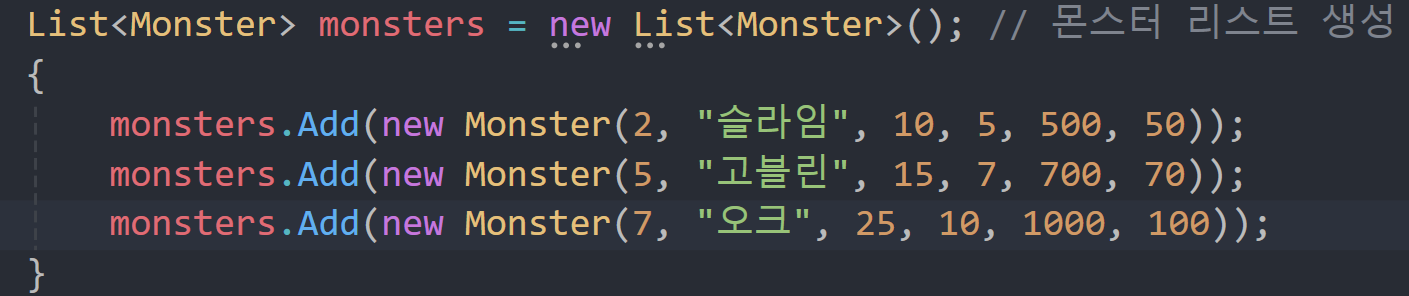 List<Monster> monsters = new List<Monster>(); // 몬스터 리스트 생성
{
monsters.Add(new Monster(2, "슬라임", 10, 5, 500, 50));
monsters.Add(new Monster(5, "고블린", 15, 7, 700, 70));
monsters.Add(new Monster(7, "오크", 25, 10, 1000, 100));
}